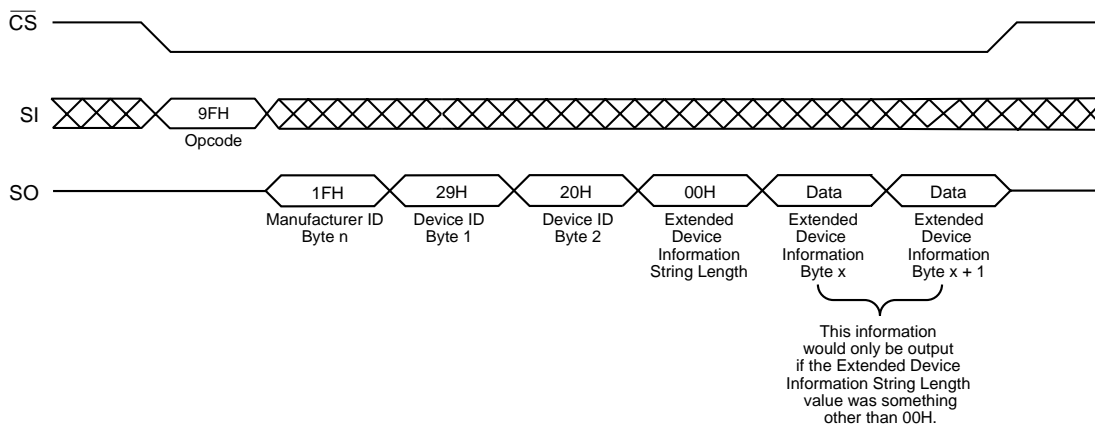 CS
SI
9FH
Opcode
SO
1FH
29H
20H
00H
Data
Data
Manufacturer ID
Byte n
Device ID
Byte 1
Device ID
Byte 2
Extended
Device
Information
String Length
Extended
Device
Information
Byte x
Extended
Device
Information
Byte x + 1
This information
would only be output
if the Extended Device
Information String Length
value was something
other than 00H.